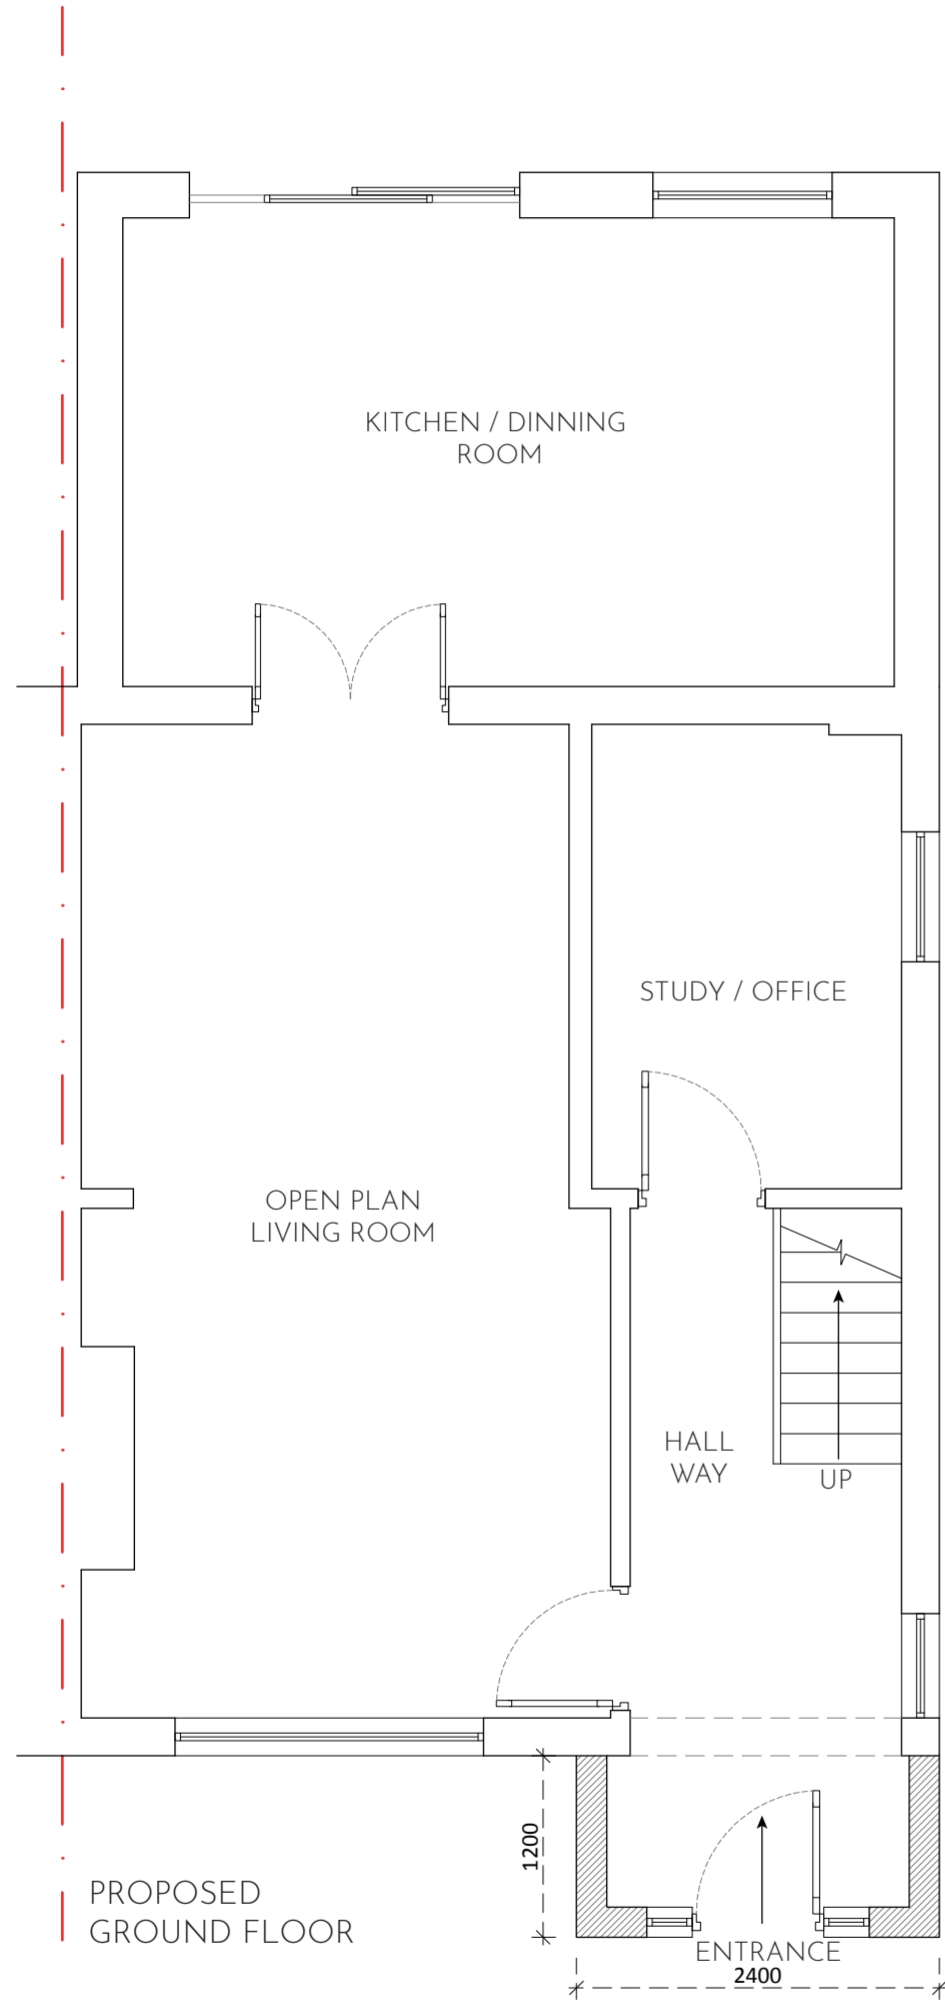 KITCHEN / DINNING
ROOM
STUDY / OFFICE
OPEN PLAN
LIVING ROOM
HALL
WAY
UP
1200
PROPOSED
GROUND FLOOR
ENTRANCE
2400